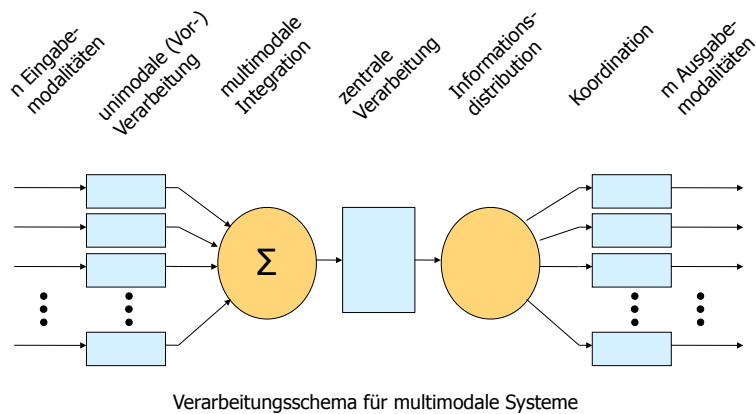 n Eingabe-
modalitäten
unimodale (Vor-)
Verarbeitung
multimodale
Integration
zentrale
Verarbeitung
Informations-
distribution
Koordination
m Ausgabe-
modalitäten
Σ
Verarbeitungsschema für multimodale Systeme